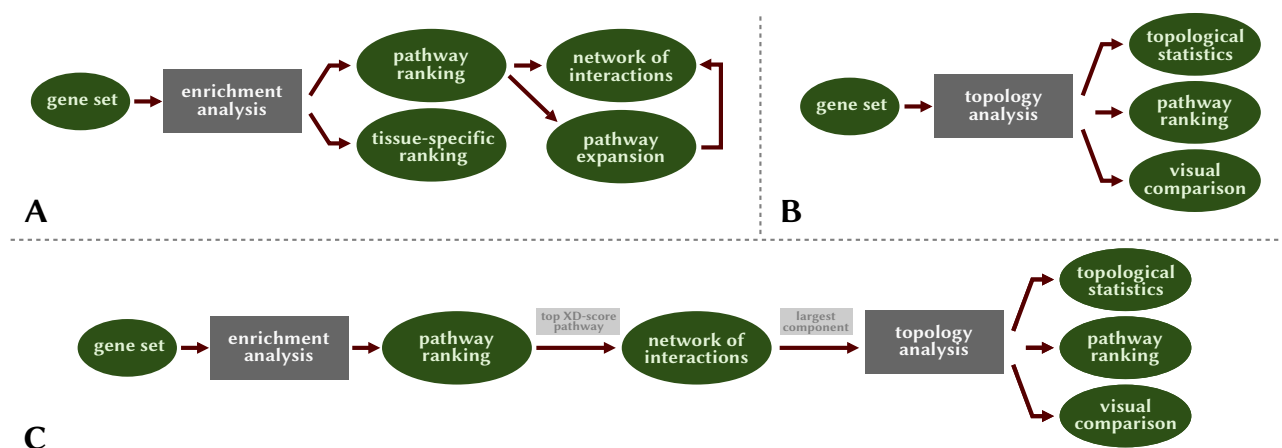 gene set
enrichment
analysis
pathway
ranking
tissue-specific
ranking
network of
interactions
pathway
expansion
A
gene set
topology
analysis
topological
statistics
pathway
ranking
visual
comparison
B
gene set
enrichment
analysis
pathway
ranking
top XD-score
pathway
network of
interactions
largest
component
topology
analysis
topological
statistics
pathway
ranking
visual
comparison
C